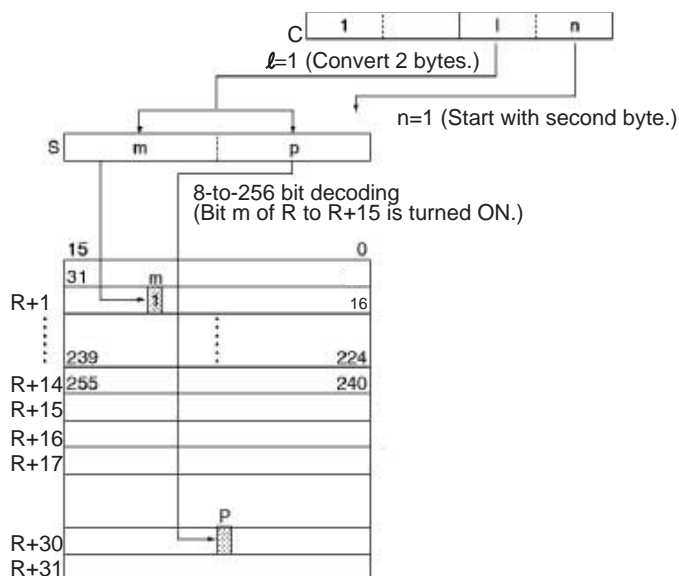 C 1 l n
ℓ=1 (Convert 2 bytes.)
n=1 (Start with second byte.)
S m p
8-to-256 bit decoding
(Bit m of R to R+15 is turned ON.)
15 0
31 m
R+1 1 16
239 224
R+14 255 240
R+15
R+16
R+17
P
R+30
R+31